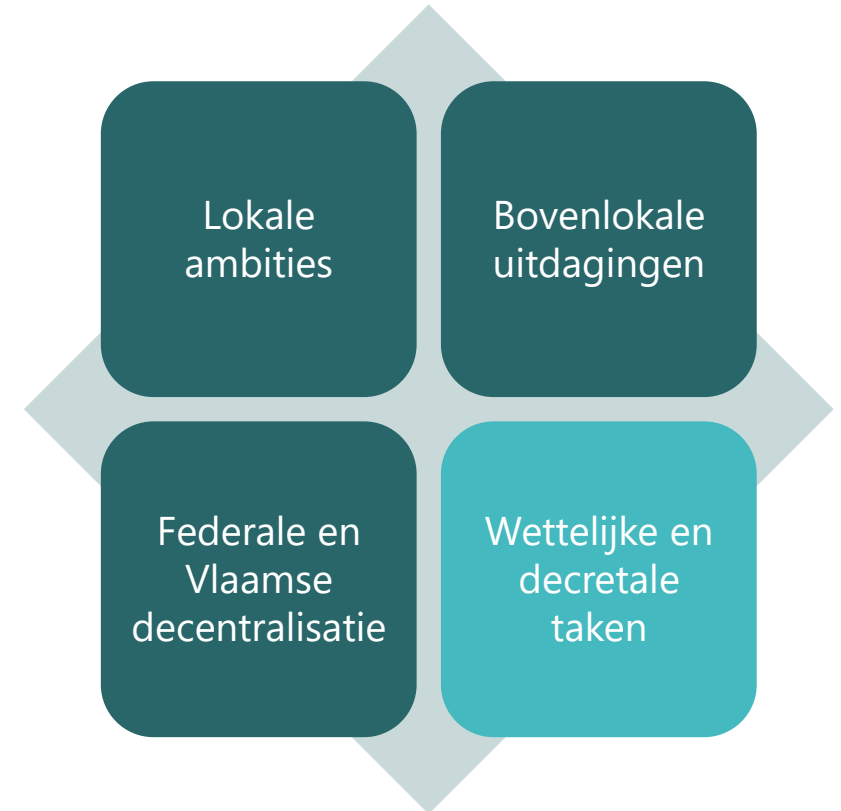 Lokale
ambities
Bovenlokale
uitdagingen
Federale en
Vlaamse
decentralisatie
Wettelijke en
decretale
taken